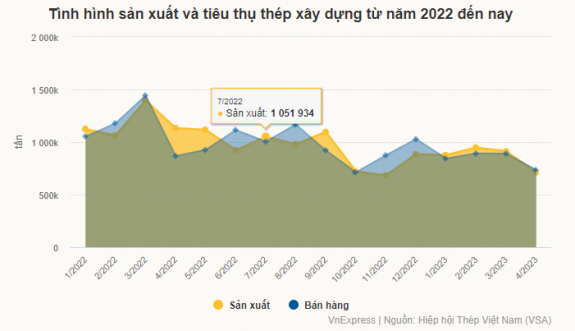 Tình hình sản xuất và tiêu thụ thép xây dựng từ năm 2022 đến nay
2 000k
1 500k
1 000k
500k
0
tấn
7/2022
Sản xuất: 1 051 934
1/2022
2/2022
3/2022
4/2022
5/2022
6/2022
7/2022
8/2022
9/2022
10/2022
11/2022
12/2022
1/2023
2/2023
3/2023
4/2023
Sản xuất
Bán hàng
VnExpress | Nguồn: Hiệp hội Thép Việt Nam (VSA)